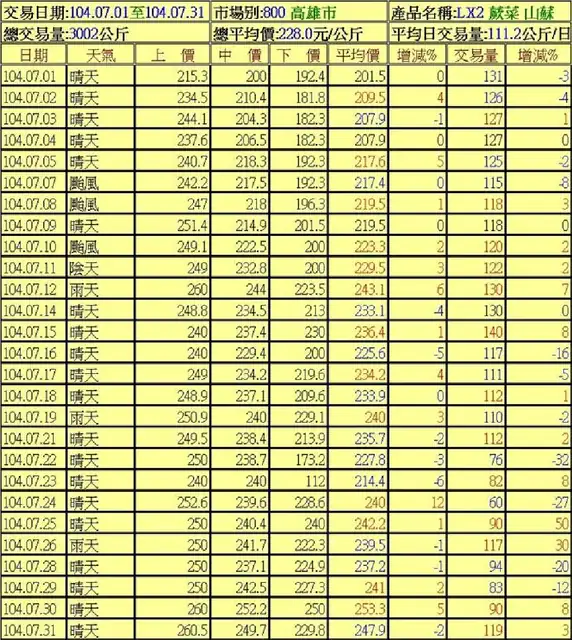 交易日期:104.07.01至104.07.31 市場別:800 高雄市 產品名稱:LX2 蕨菜 山蘇
總交易量:3002公斤 總平均價:228.0元/公斤 平均日交易量:111.2公斤/日
日期 天氣 上價 中價 下價 平均價 增減% 交易量 增減%
104.07.01 晴天 215.3 200 192.4 201.5 0 131 -3
104.07.02 晴天 234.5 210.4 181.8 209.5 4 126 -4
104.07.03 晴天 244.1 204.3 182.3 207.9 -1 127 1
104.07.04 晴天 237.6 206.5 182.3 207.9 0 127 0
104.07.05 晴天 240.7 218.3 192.3 217.6 5 125 -2
104.07.07 颱風 242.2 217.5 192.3 217.4 0 115 -8
104.07.08 颱風 247 218 196.3 219.5 1 118 3
104.07.09 晴天 251.4 214.9 201.5 219.5 0 118 0
104.07.10 颱風 249.1 222.5 200 223.3 2 120 2
104.07.11 陰天 249 232.8 200 229.5 3 122 2
104.07.12 雨天 260 244 223.5 243.1 6 130 7
104.07.14 晴天 248.8 234.5 213 233.1 -4 130 0
104.07.15 晴天 240 237.4 230 236.4 1 140 8
104.07.16 晴天 240 229.4 200 225.6 -5 117 -16
104.07.17 晴天 249 234.2 219.6 234.2 4 111 -5
104.07.18 晴天 248.9 237.1 209.6 233.9 0 112 1
104.07.19 雨天 250.9 240 229.1 240 3 110 -2
104.07.21 晴天 249.5 238.4 213.9 235.7 -2 112 2
104.07.22 晴天 250 238.7 173.2 227.8 -3 76 -32
104.07.23 晴天 240 240 112 214.4 -6 82 8
104.07.24 晴天 252.6 239.6 228.6 240 12 60 -27
104.07.25 晴天 250 240.4 240 242.2 1 90 50
104.07.26 雨天 250 241.7 222.3 239.5 -1 117 30
104.07.28 晴天 250 237.1 224.9 237.2 -1 94 -20
104.07.29 晴天 250 242.5 227.3 241 2 83 -12
104.07.30 晴天 260 252.2 250 253.3 5 90 8
104.07.31 晴天 260.5 249.7 229.8 247.9 -2 119 3